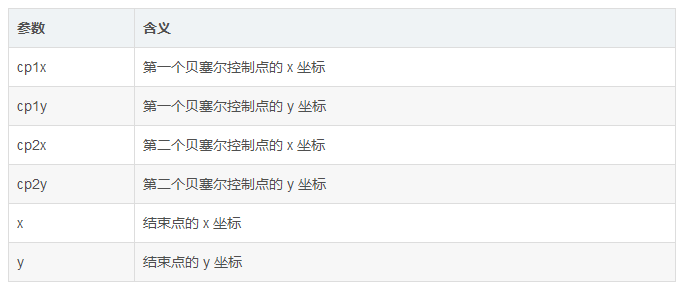 参数 含义
cp1x 第一个贝塞尔控制点的 x 坐标
cp1y 第一个贝塞尔控制点的 y 坐标
cp2x 第二个贝塞尔控制点的 x 坐标
cp2y 第二个贝塞尔控制点的 y 坐标
x 结束点的 x 坐标
y 结束点的 y 坐标